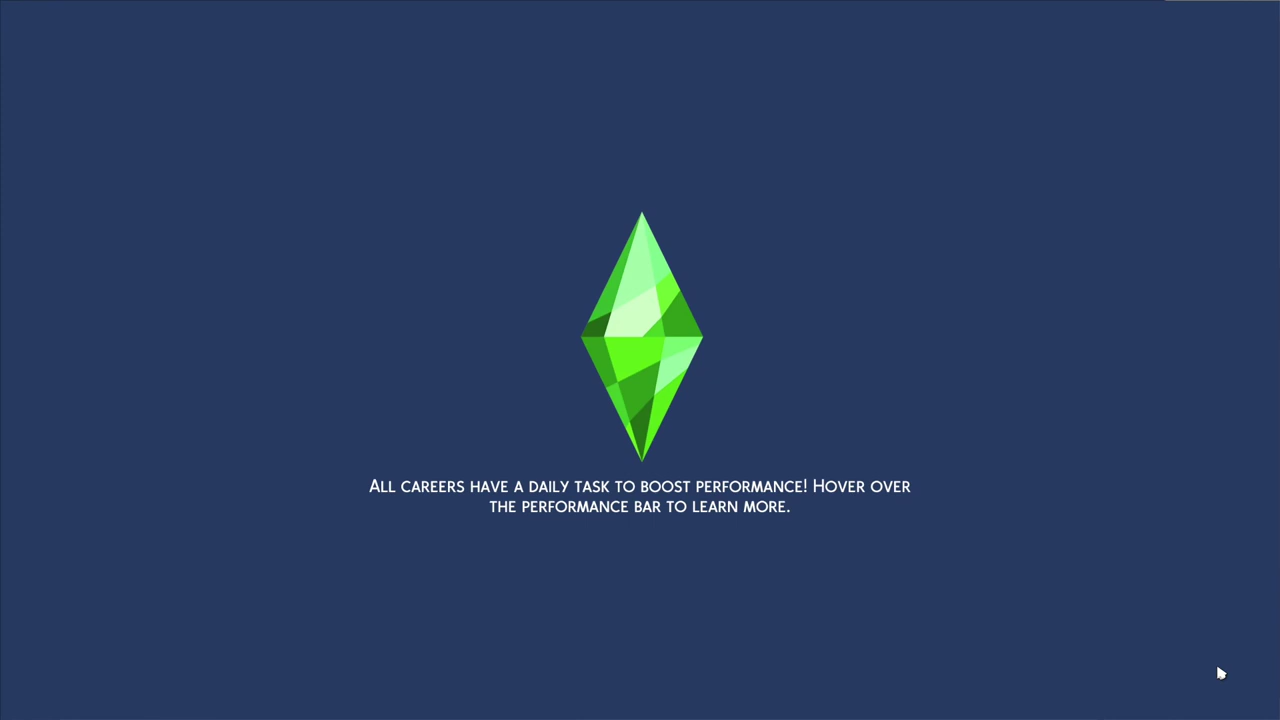 All careers have a daily task to boost performance! Hover over
the performance bar to learn more.